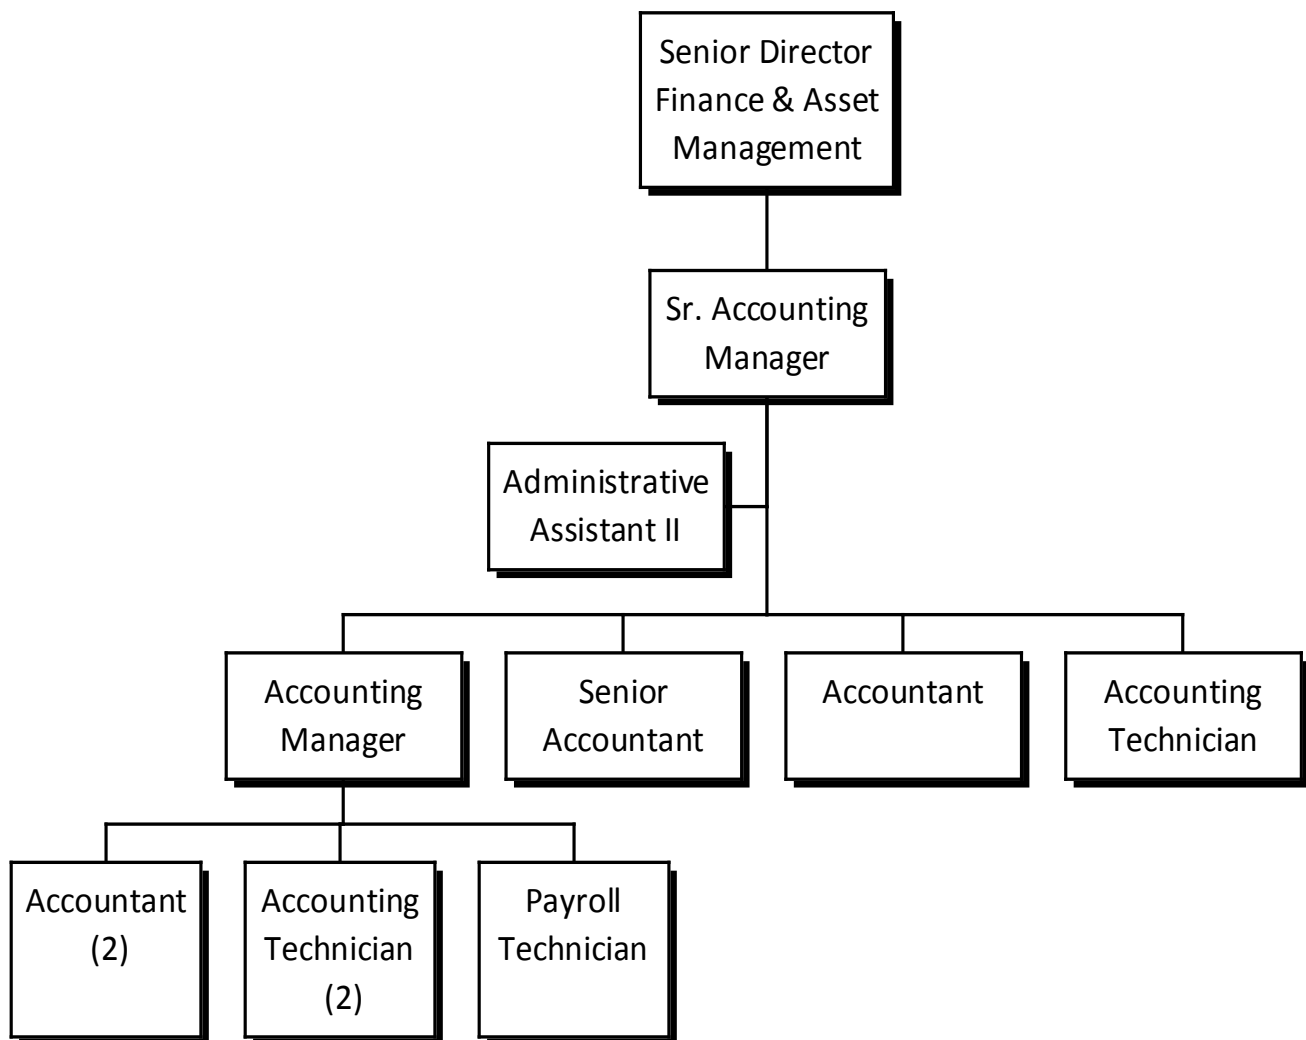 Senior Director
Finance & Asset
Management
Sr. Accounting
Manager
Administrative
Assistant II
Accounting
Manager
Senior
Accountant
Accountant
Accounting
Technician
Accountant
(2)
Accounting
Technician
(2)
Payroll
Technician